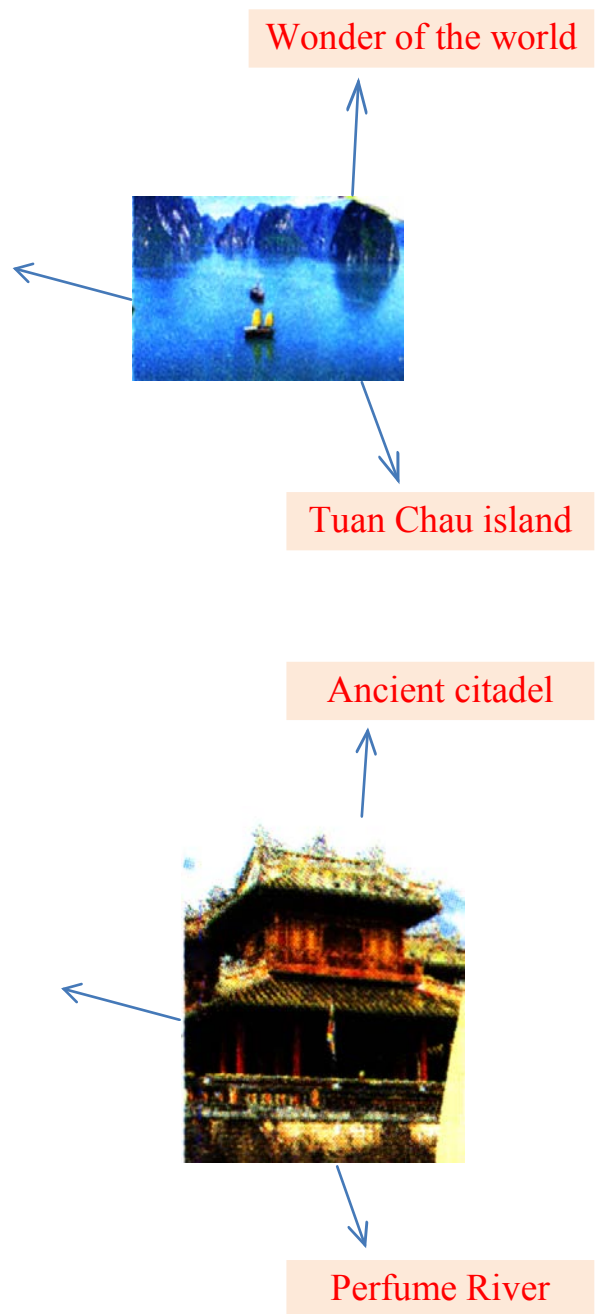 Wonder of the world
Tuan Chau island
Ancient citadel
Perfume River